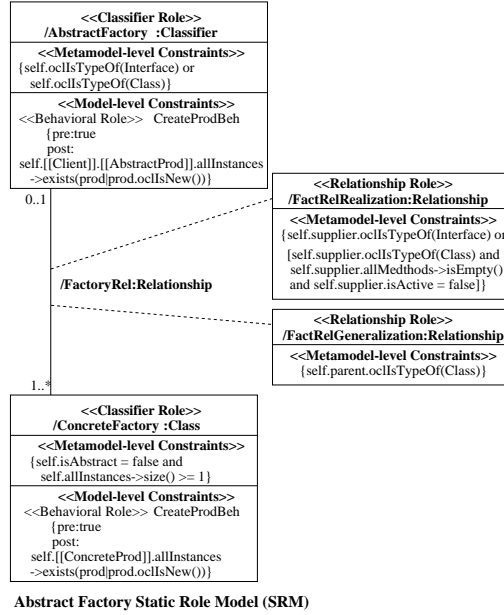 <<Classifier Role>>
/AbstractFactory :Classifier
<<Metamodel-level Constraints>>
{self.oclIsTypeOf(Interface) or
self.oclIsTypeOf(Class)}
<<Model-level Constraints>>
<<Behavioral Role>> CreateProdBeh
{pre:true
post:
self.[[Client]].[[AbstractProd]].allInstances
->exists(prod|prod.oclIsNew())}
0..1
<<Relationship Role>>
/FactRelRealization:Relationship
<<Metamodel-level Constraints>>
{self.supplier.oclIsTypeOf(Interface) or
[self.supplier.oclIsTypeOf(Class) and
self.supplier.allMedthods->isEmpty()
and self.supplier.isActive = false]}
/FactoryRel:Relationship
<<Relationship Role>>
/FactRelGeneralization:Relationship
<<Metamodel-level Constraints>>
{self.parent.oclIsTypeOf(Class)}
1..*
<<Classifier Role>>
/ConcreteFactory :Class
<<Metamodel-level Constraints>>
{self.isAbstract = false and
self.allInstances->size() >= 1}
<<Model-level Constraints>>
<<Behavioral Role>> CreateProdBeh
{pre:true
post:
self.[[ConcreteProd]].allInstances
->exists(prod|prod.oclIsNew())}
Abstract Factory Static Role Model (SRM)